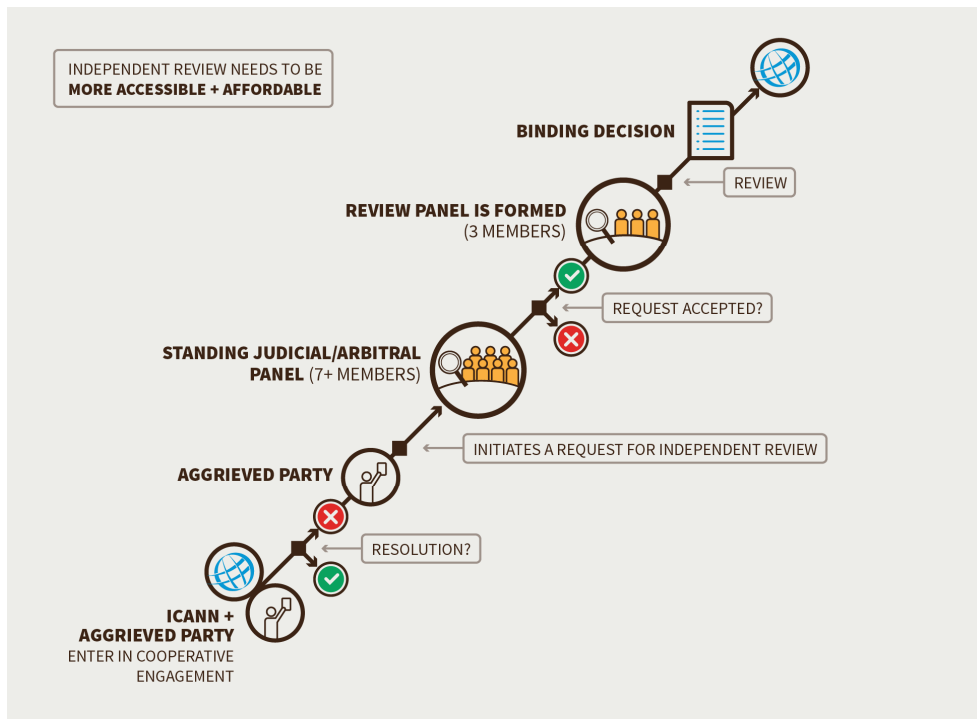 INDEPENDENT REVIEW NEEDS TO BE
MORE ACCESSIBLE + AFFORDABLE
BINDING DECISION
REVIEW
REVIEW PANEL IS FORMED
(3 MEMBERS)
REQUEST ACCEPTED?
STANDING JUDICIAL/ARBITRAL
PANEL (7+ MEMBERS)
INITIATES A REQUEST FOR INDEPENDENT REVIEW
AGGRIEVED PARTY
RESOLUTION?
ICANN +
AGGRIEVED PARTY
ENTER IN COOPERATIVE
ENGAGEMENT